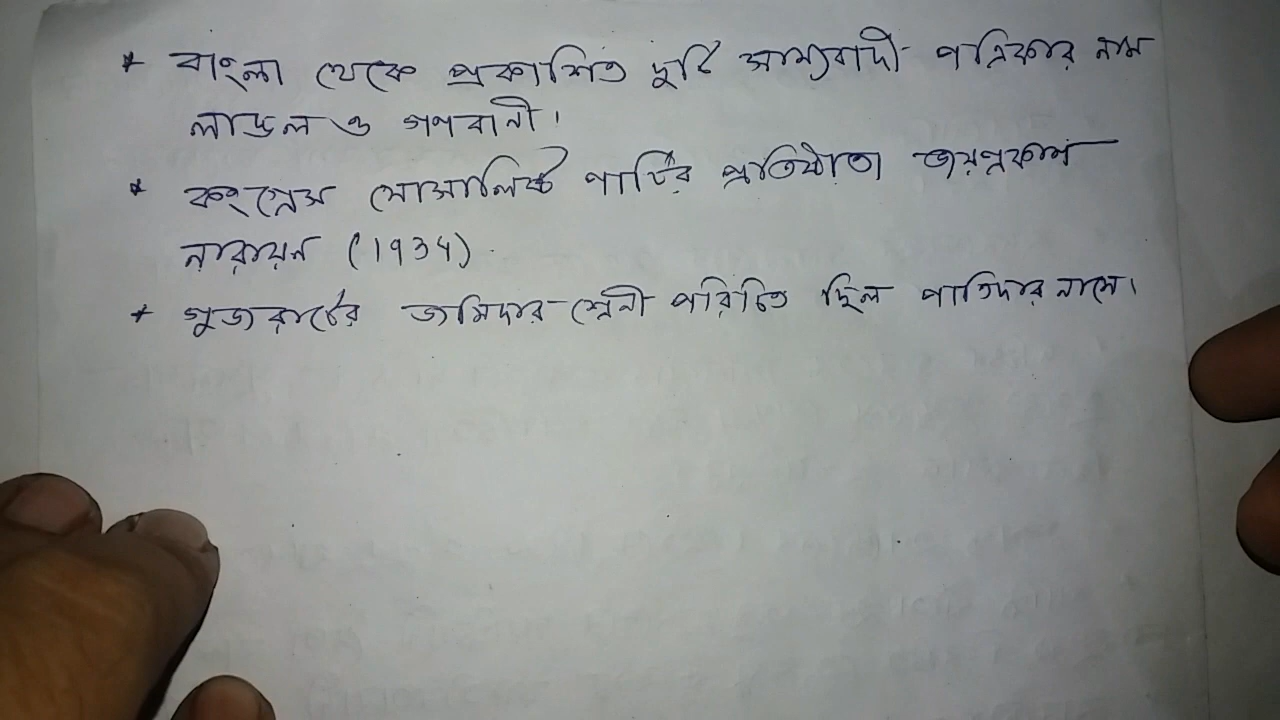 * বাংলা থেকে প্রকাশিত দুটি সাম্যবাদী পত্রিকার নাম
লাঙল ও গণবানী।
* কংগ্রেস সোসালিষ্ট পার্টির প্রতিষ্ঠাতা জয়প্রকাশ
নারায়ন (1934).
* গুজরাটের জমিদার শ্রেনী পরিচিত ছিল পাতিদার নামে।